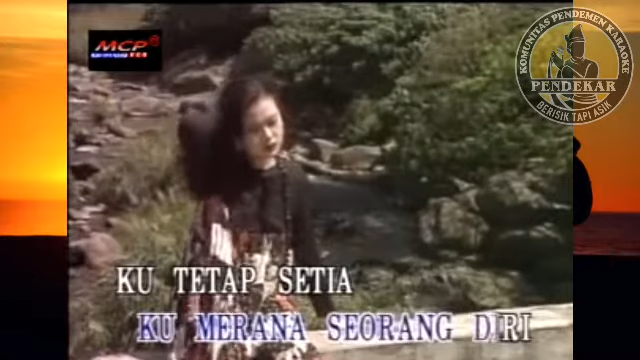 MCP
KOMUNITAS PENDEMEN KARAOKE
PENDEKAR
BERISIK TAPI ASIK
KU TETAP SETIA
KU MERANA SEORANG DIRI